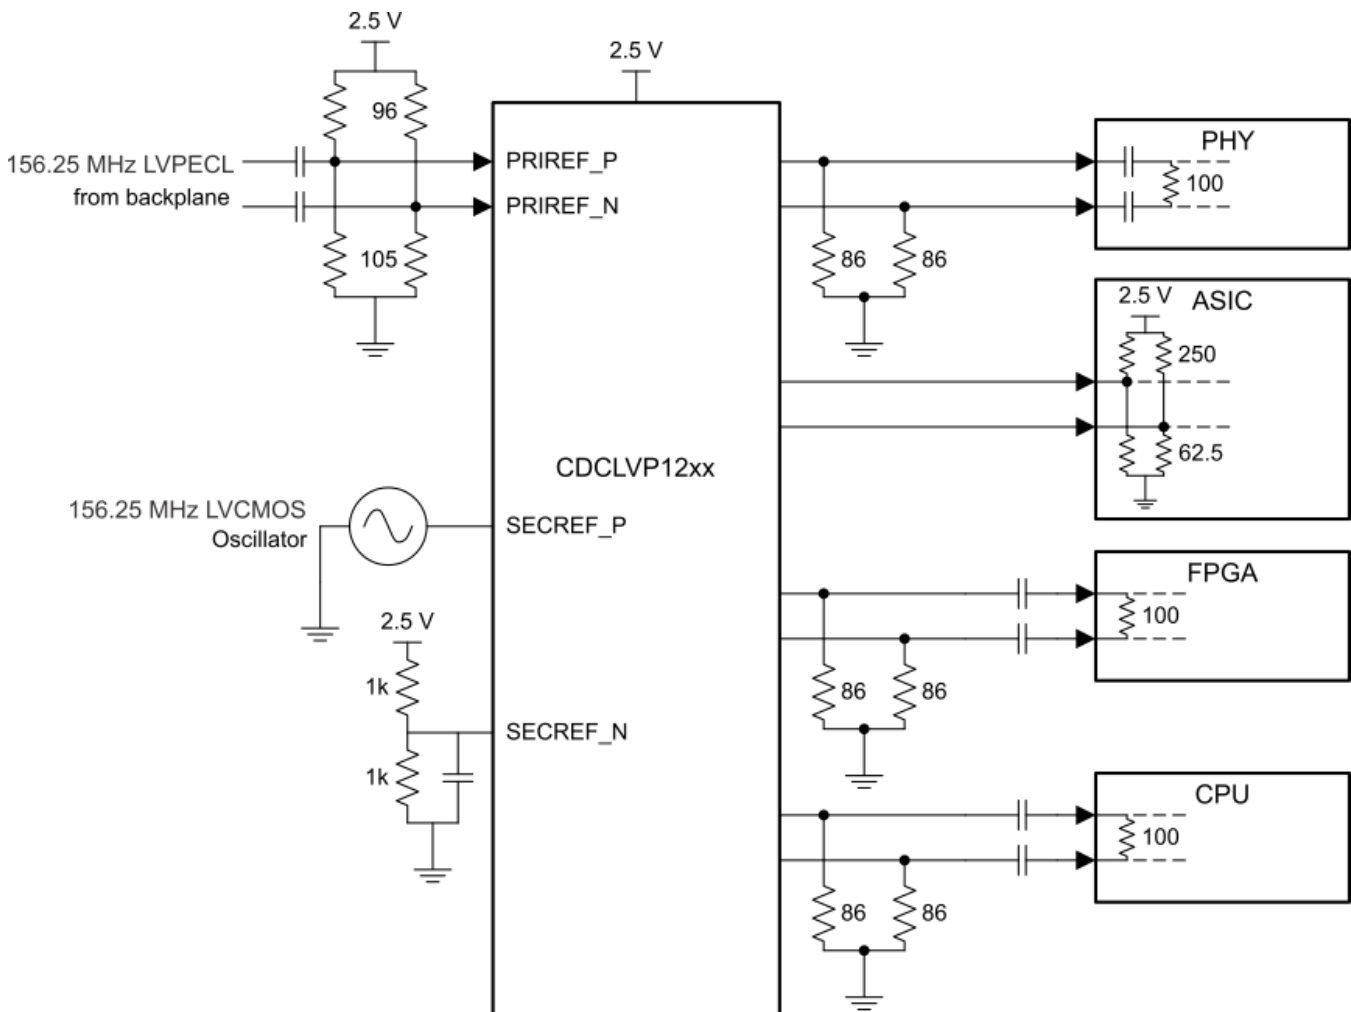 2.5 V
96
156.25 MHz LVPECL
from backplane
105
2.5 V
PRIREF_P
PRIREF_N
CDCLVP12xx
156.25 MHz LVCMOS
Oscillator
SECREF_P
2.5 V
1k
SECREF_N
1k
PHY
100
86
86
2.5 V
ASIC
250
62.5
FPGA
100
86
86
CPU
100
86
86